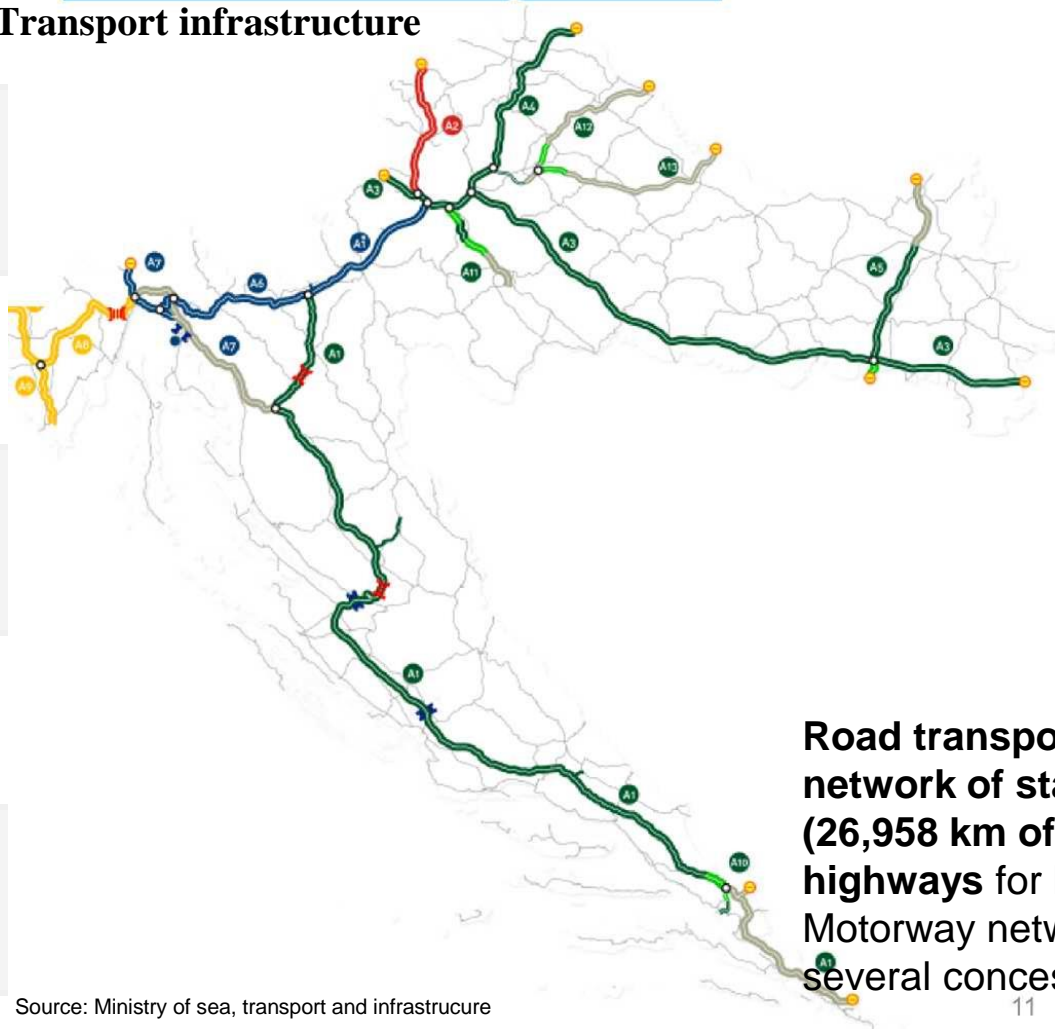 Transport infrastructure
A4
A2
A12
A13
A3
A1
A3
A11
A7
A6
A5
A8
A7
A1
A3
A9
A1
A1
A10
A1
Road transpo
network of sta
(26,958 km of
highways for
Motorway netw
several conces
Source: Ministry of sea, transport and infrastrucure
11